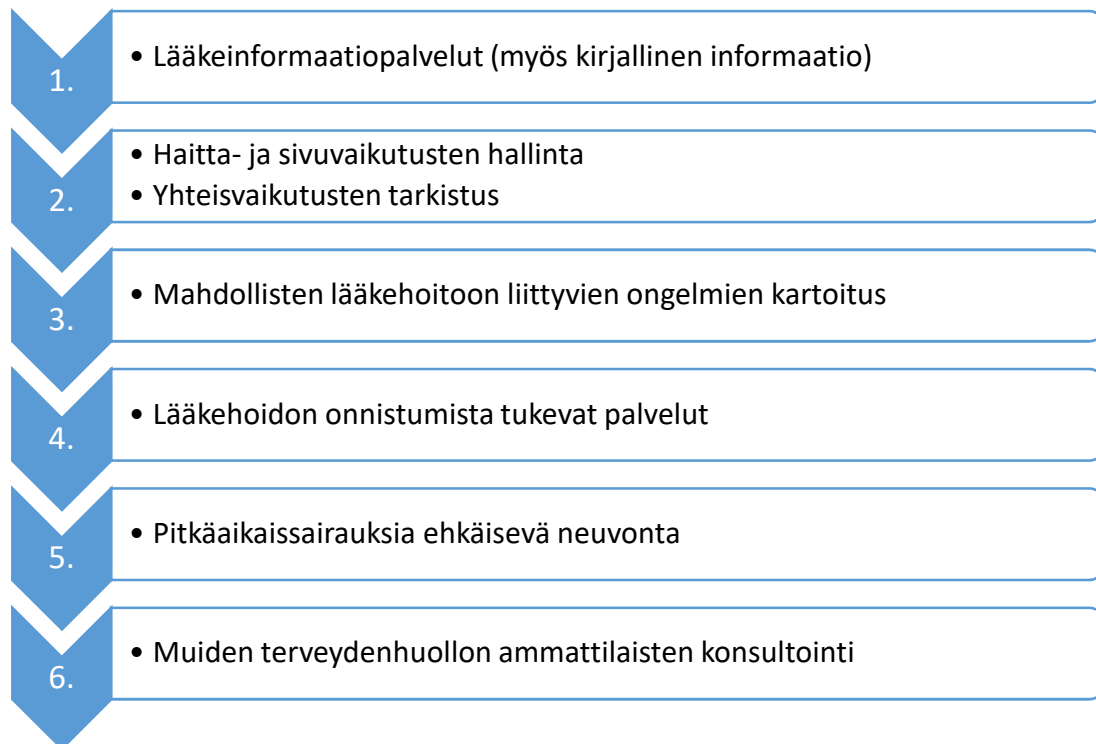 1.
• Lääkeinformaatiopalvelut (myös kirjallinen informaatio)
2.
• Haitta- ja sivuvaikutusten hallinta
• Yhteisvaikutusten tarkistus
3.
• Mahdollisten lääkehoitoon liittyvien ongelmien kartoitus
4.
• Lääkehoidon onnistumista tukevat palvelut
5.
• Pitkäaikaissairauksia ehkäisevä neuvonta
6.
• Muiden terveydenhuollon ammattilaisten konsultointi